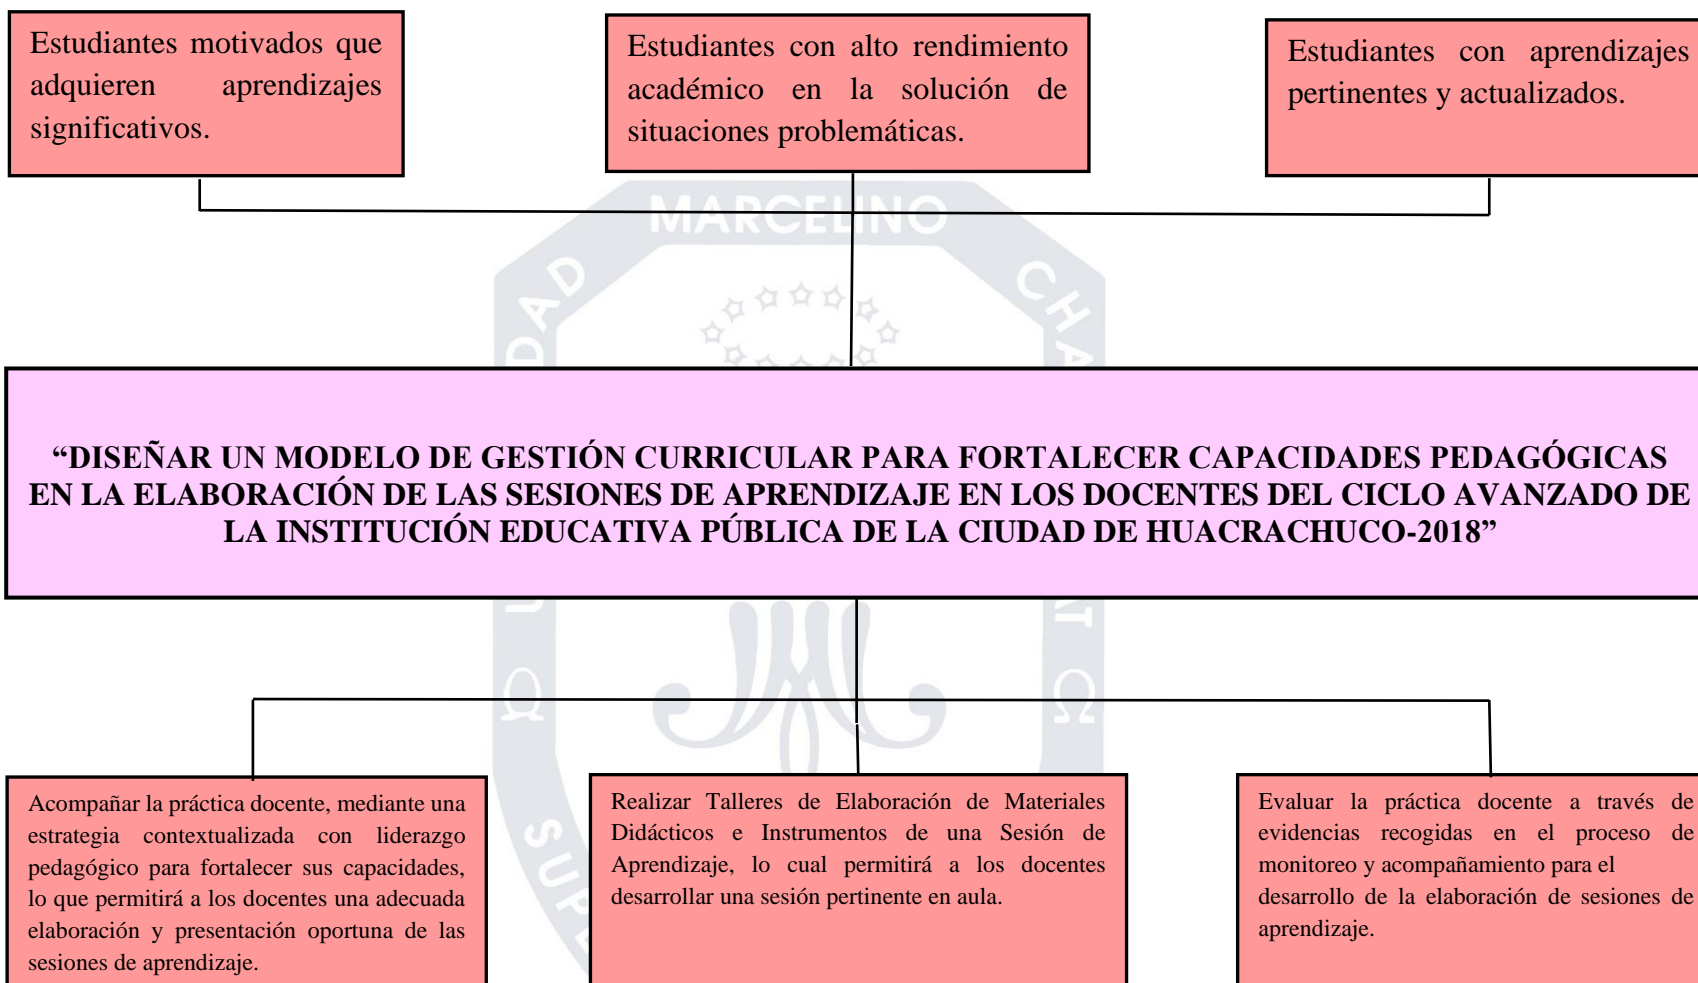 Estudiantes motivados que
adquieren aprendizajes
significativos.
Estudiantes con alto rendimiento
académico en la solución de
situaciones problemáticas.
Estudiantes con aprendizajes
pertinentes y actualizados.
MARCELINO
“DISEÑAR UN MODELO DE GESTIÓN CURRICULAR PARA FORTALECER CAPACIDADES PEDAGÓGICAS
EN LA ELABORACIÓN DE LAS SESIONES DE APRENDIZAJE EN LOS DOCENTES DEL CICLO AVANZADO DE
LA INSTITUCIÓN EDUCATIVA PÚBLICA DE LA CIUDAD DE HUACRACHUCO-2018”
Acompañar la práctica docente, mediante una
estrategia contextualizada con liderazgo
pedagógico para fortalecer sus capacidades,
lo que permitirá a los docentes una adecuada
elaboración y presentación oportuna de las
sesiones de aprendizaje.
Realizar Talleres de Elaboración de Materiales
Didácticos e Instrumentos de una Sesión de
Aprendizaje, lo cual permitirá a los docentes
desarrollar una sesión pertinente en aula.
Evaluar la práctica docente a través de
evidencias recogidas en el proceso de
monitoreo y acompañamiento para el
desarrollo de la elaboración de sesiones de
aprendizaje.